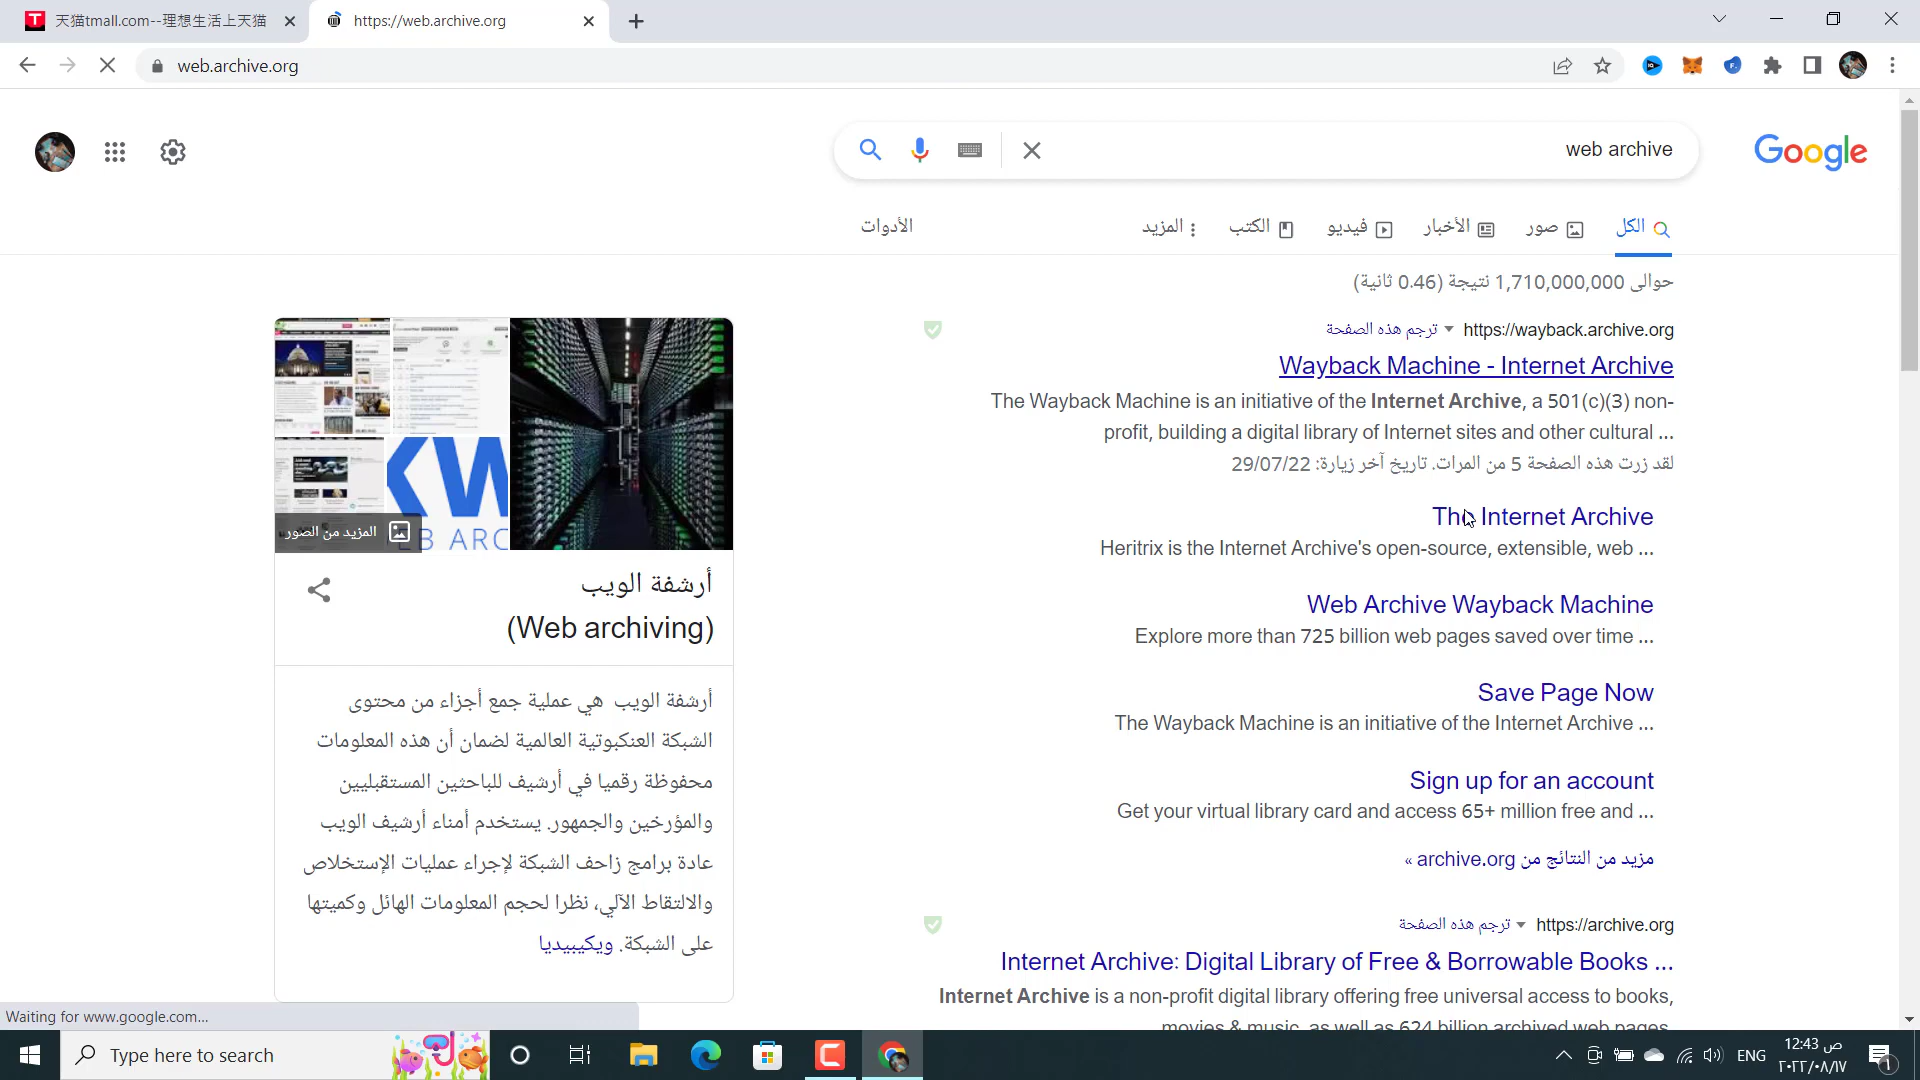 天猫tmall.com--理想生活上天猫
https://web.archive.org
web.archive.org
web archive
Google
الكل
صور
الأخبار
فيديو
الكتب
المزيد
الأدوات
حوالى 1,710,000,000 نتيجة (0.46 ثانية)
https://wayback.archive.org ترجم هذه الصفحة
Wayback Machine - Internet Archive
The Wayback Machine is an initiative of the Internet Archive, a 501(c)(3) non-
profit, building a digital library of Internet sites and other cultural ...
لقد زرت هذه الصفحة 5 من المرات. تاريخ آخر زيارة: 29/07/22
The Internet Archive
Heritrix is the Internet Archive's open-source, extensible, web ...
Web Archive Wayback Machine
Explore more than 725 billion web pages saved over time ...
Save Page Now
The Wayback Machine is an initiative of the Internet Archive ...
Sign up for an account
Get your virtual library card and access 65+ million free and ...
مزيد من النتائج من archive.org »
https://archive.org ترجم هذه الصفحة
Internet Archive: Digital Library of Free & Borrowable Books ...
Internet Archive is a non-profit digital library offering free universal access to books,
movies & music, as well as 624 billion archived web pages.
المزيد من الصور
EB ARC
أرشفة الويب
(Web archiving)
أرشفة الويب هي عملية جمع أجزاء من محتوى
الشبكة العنكبوتية العالمية لضمان أن هذه المعلومات
محفوظة رقميا في أرشيف للباحثين المستقبليين
والمؤرخين والجمهور. يستخدم أمناء أرشيف الويب
عادة برامج زاحف الشبكة لإجراء عمليات الإستخلاص
والالتقاط الآلي، نظرا لحجم المعلومات الهائل وكميتها
على الشبكة. ويكيبيديا
Waiting for www.google.com...
Type here to search
ENG
12:43 ص
٢٠٢٢/٠٨/١٧
١